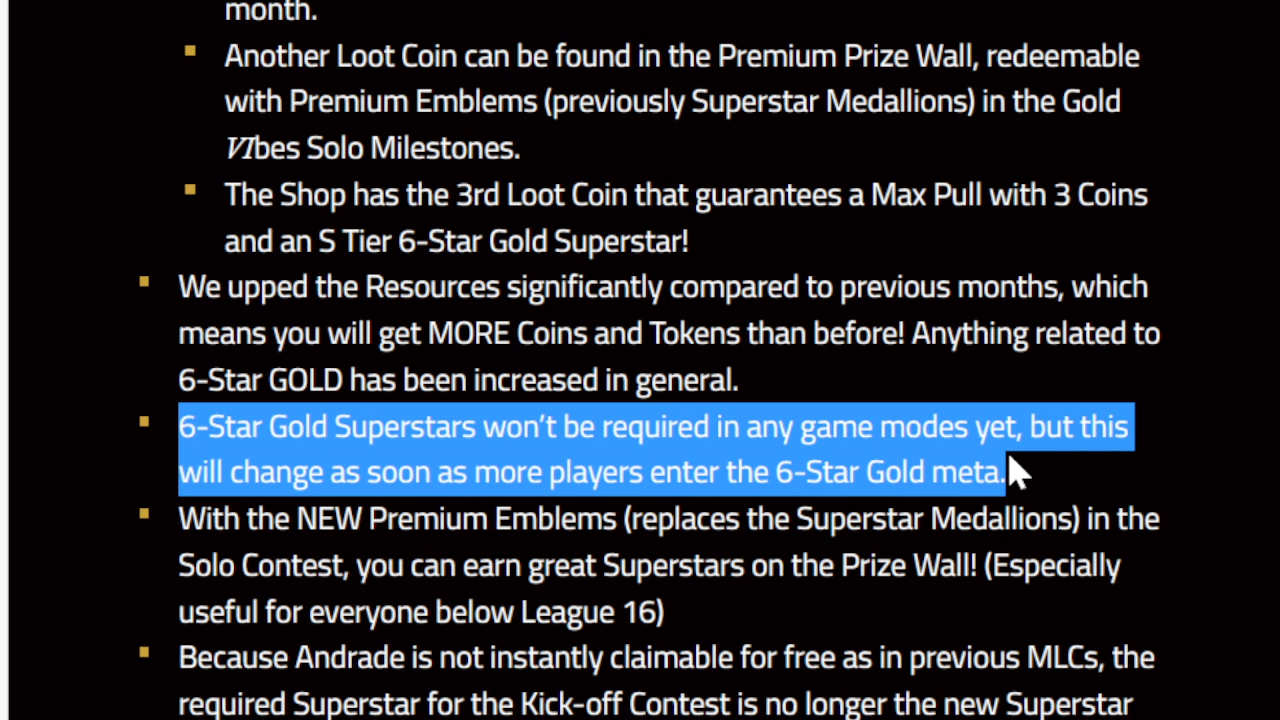 month.
Another Loot Coin can be found in the Premium Prize Wall, redeemable
with Premium Emblems (previously Superstar Medallions) in the Gold
VIbes Solo Milestones.
The Shop has the 3rd Loot Coin that guarantees a Max Pull with 3 Coins
and an S Tier 6-Star Gold Superstar!
We upped the Resources significantly compared to previous months, which
means you will get MORE Coins and Tokens than before! Anything related to
6-Star GOLD has been increased in general.
6-Star Gold Superstars won’t be required in any game modes yet, but this
will change as soon as more players enter the 6-Star Gold meta.
With the NEW Premium Emblems (replaces the Superstar Medallions) in the
Solo Contest, you can earn great Superstars on the Prize Wall! (Especially
useful for everyone below League 16)
Because Andrade is not instantly claimable for free as in previous MLCs, the
required Superstar for the Kick-off Contest is no longer the new Superstar